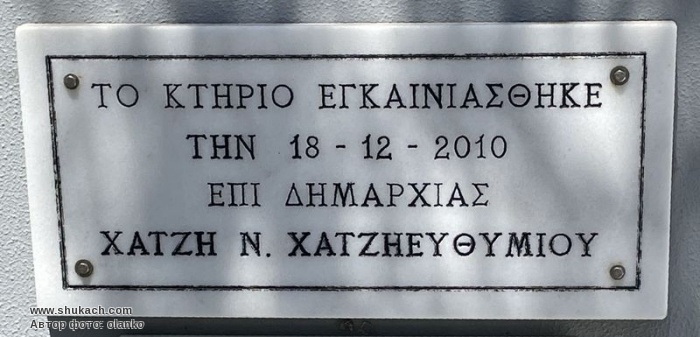 ΤΟ ΚΤΗΡΙΟ ΕΓΚΑΙΝΙΑΣΘΗΚΕ
ΤΗΝ 18 - 12 - 2010
ΕΠΙ ΔΗΜΑΡΧΙΑΣ
ΧΑΤΖΗ Ν. ΧΑΤΖΗΕΥΘΥΜΙΟΥ
www.shukach.com
Автор фото: olanko